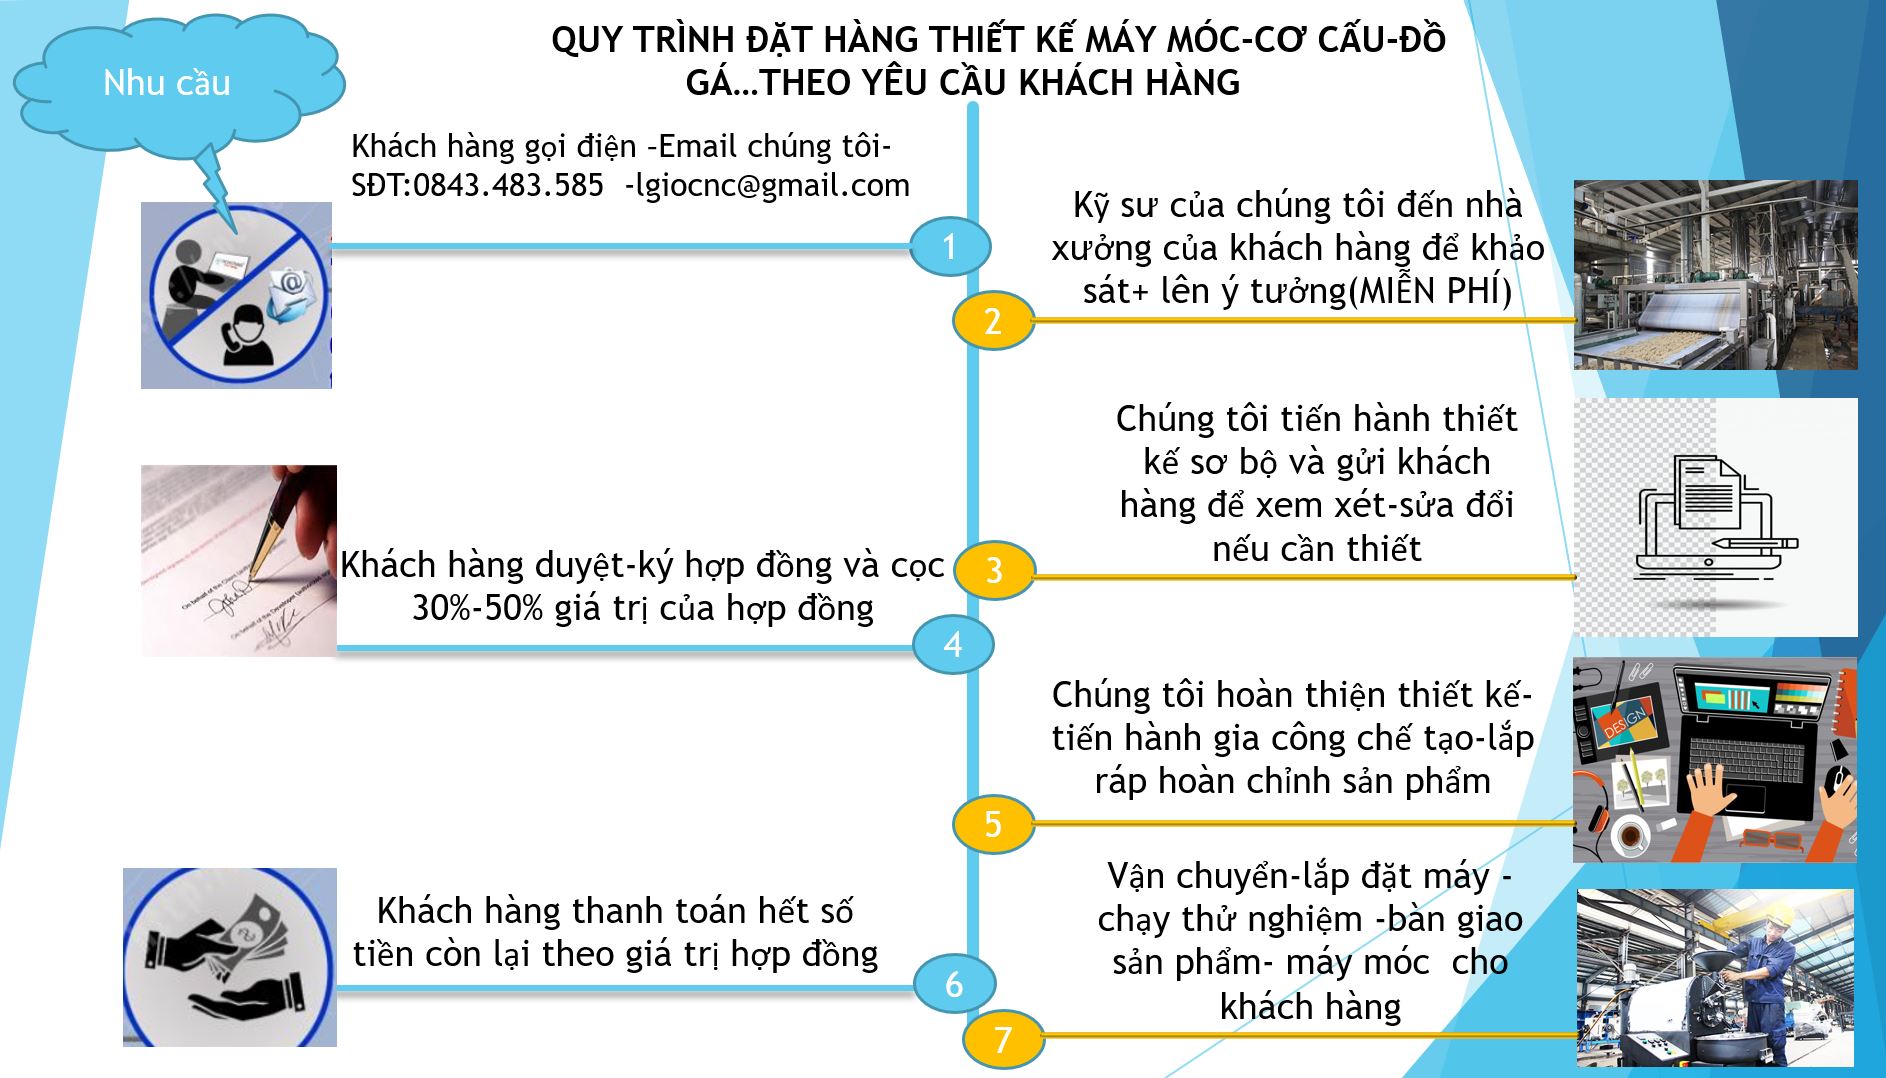 QUY TRÌNH ĐẶT HÀNG THIẾT KẾ MÁY MÓC-CƠ CẤU-ĐỒ
GÁ...THEO YÊU CẦU KHÁCH HÀNG
Nhu cầu
Khách hàng gọi điện –Email chúng tôi-
SĐT:0843.483.585 -lgiocnc@gmail.com
1
Kỹ sư của chúng tôi đến nhà
xưởng của khách hàng để khảo
sát+ lên ý tưởng(MIỄN PHÍ)
2
Chúng tôi tiến hành thiết
kế sơ bộ và gửi khách
hàng để xem xét-sửa đổi
nếu cần thiết
3
Khách hàng duyệt-ký hợp đồng và cọc
30%-50% giá trị của hợp đồng
4
Chúng tôi hoàn thiện thiết kế-
tiến hành gia công chế tạo-lắp
ráp hoàn chỉnh sản phẩm
5
DESIGN
Khách hàng thanh toán hết số
tiền còn lại theo giá trị hợp đồng
6
Vận chuyển-lắp đặt máy -
chạy thử nghiệm -bàn giao
sản phẩm- máy móc cho
khách hàng
7